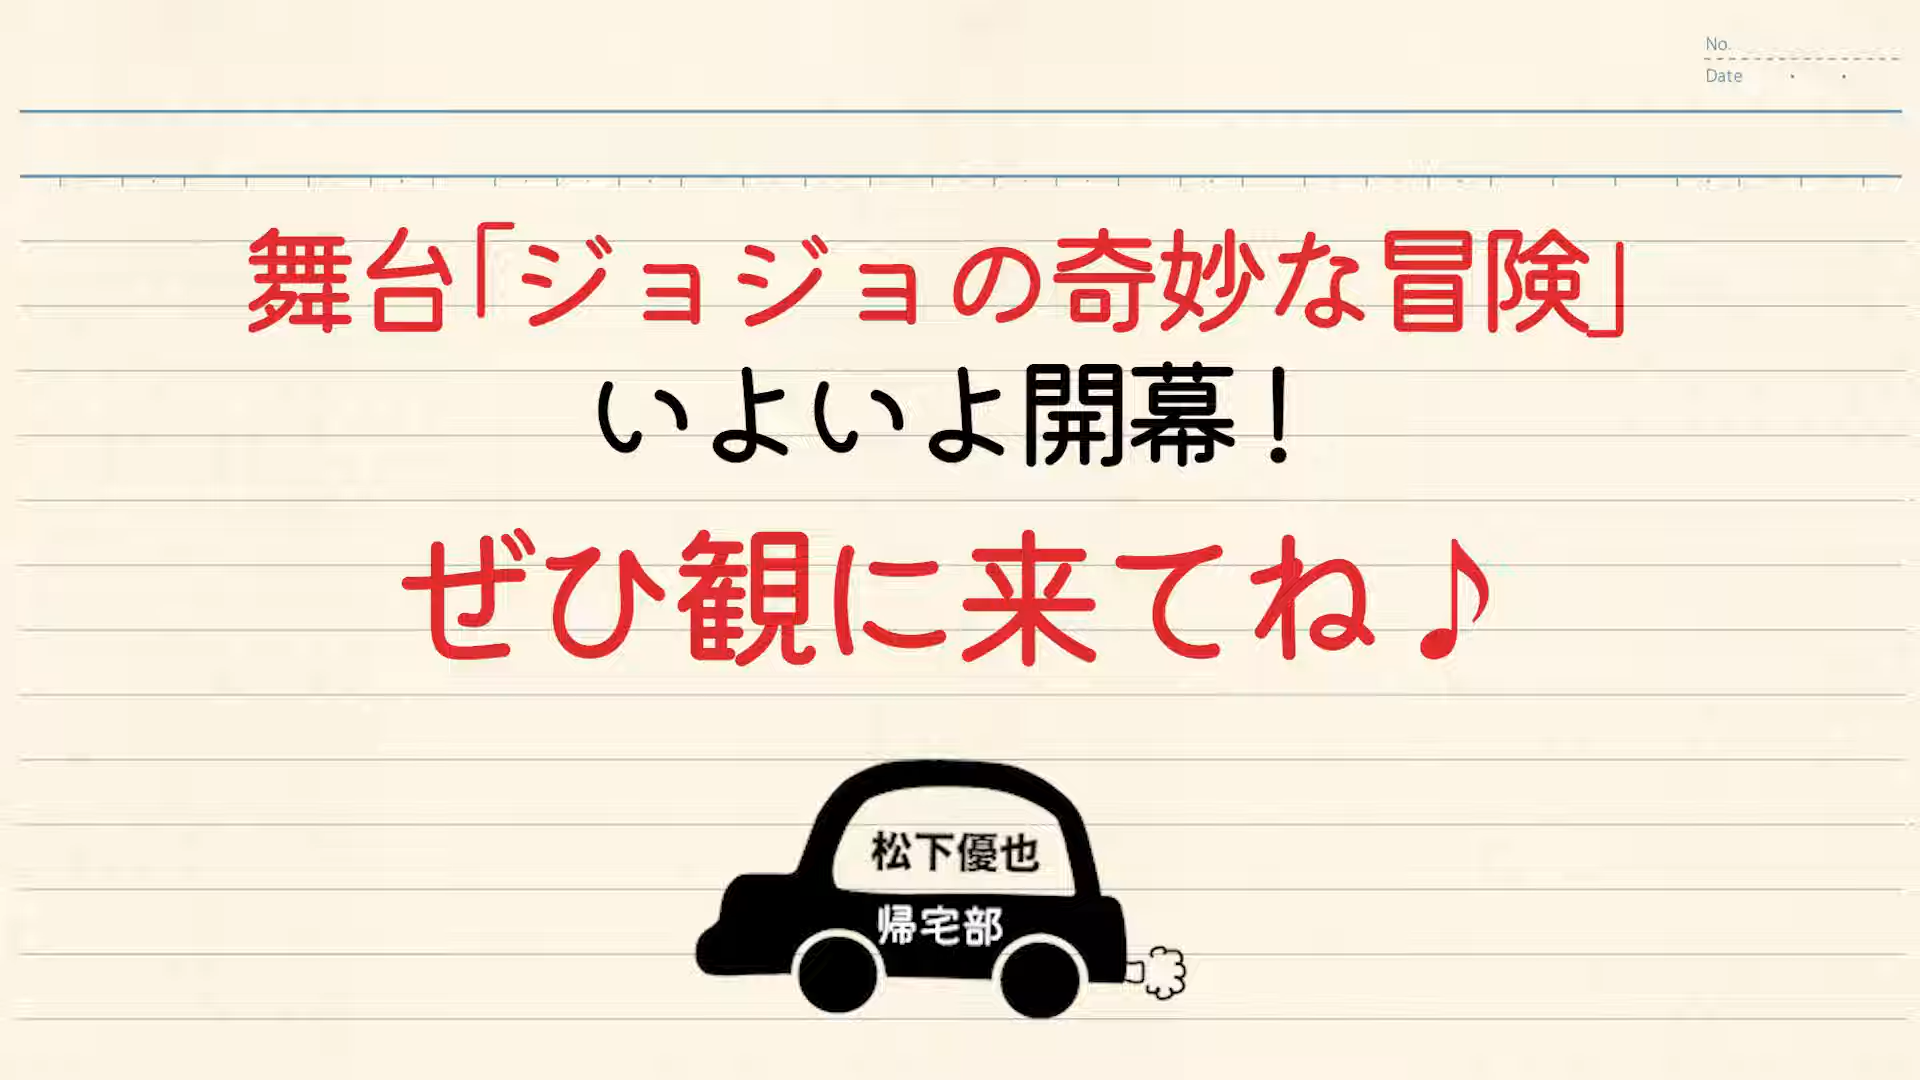 No.
Date
舞台「ジョジョの奇妙な冒険」
いよいよ開幕!
ぜひ観に来てね♪
松下優也
帰宅部